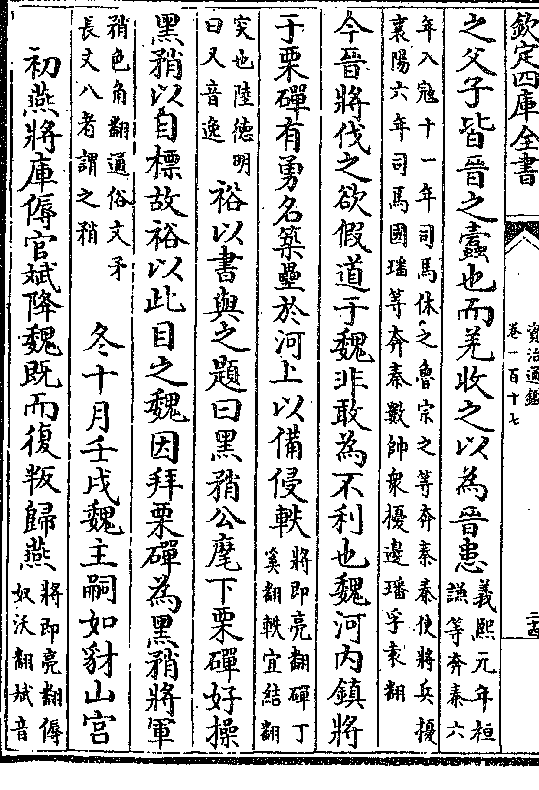 欽定四庫全書
資治通鑑
卷一百十七
之父子皆晉之蠧也而羌收之以為晉患義熙元年桓
謙等奔秦六
年入冦十一年司馬休之魯宗之等奔秦秦使將兵擾
襄陽六年司馬國璠等奔秦數帥衆擾邊璠孚袁翻
今晉將伐之欲假道于魏非敢為不利也魏河内鎮將
于栗磾有勇名築壘於河上以備侵軼將即亮翻磾丁
奚翻軼宜結翻
突也陸徳明
曰又音逸
裕以書與之題曰黑矟公麾下栗磾好操
黑矟以自標故裕以此目之魏因拜栗磾為黑矟將軍
矟色角翻通俗文矛
長丈八者謂之矟
冬十月壬戌魏主嗣如豺山宫
初燕將庫傉官斌降魏既而復叛歸燕將即亮翻傉
奴沃翻斌音